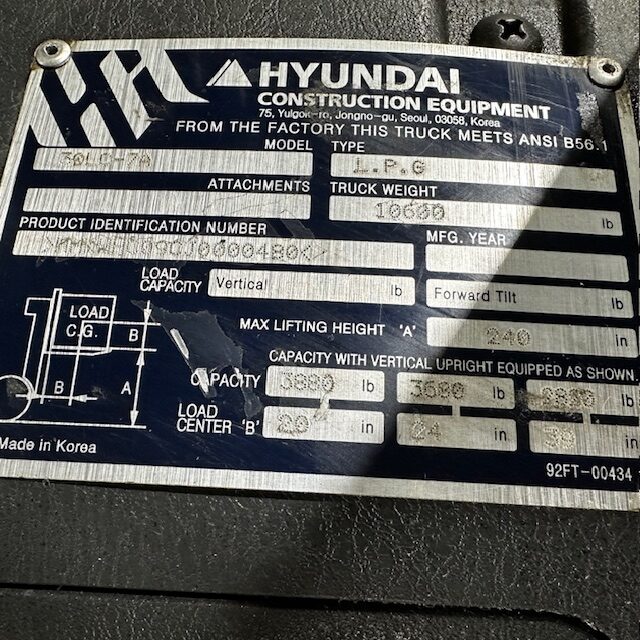 HYUNDAI
CONSTRUCTION EQUIPMENT
75, Yulgok-ro, Jongno-gu, Seoul, 03058, Korea
FROM THE FACTORY THIS TRUCK MEETS ANSI B56.1
MODEL TYPE
30LC-7A L.P.G
ATTACHMENTS TRUCK WEIGHT
10600 lb
PRODUCT IDENTIFICATION NUMBER MFG. YEAR
LOAD CAPACITY Vertical lb Forward Tilt lb
MAX LIFTING HEIGHT 'A' 240 in
CAPACITY WITH VERTICAL UPRIGHT EQUIPPED AS SHOWN.
CAPACITY 3880 lb 3680 lb lb
LOAD CENTER 'B' 20 in 24 in in
LOAD C.G.
B
B A
Made in Korea
92FT-00434